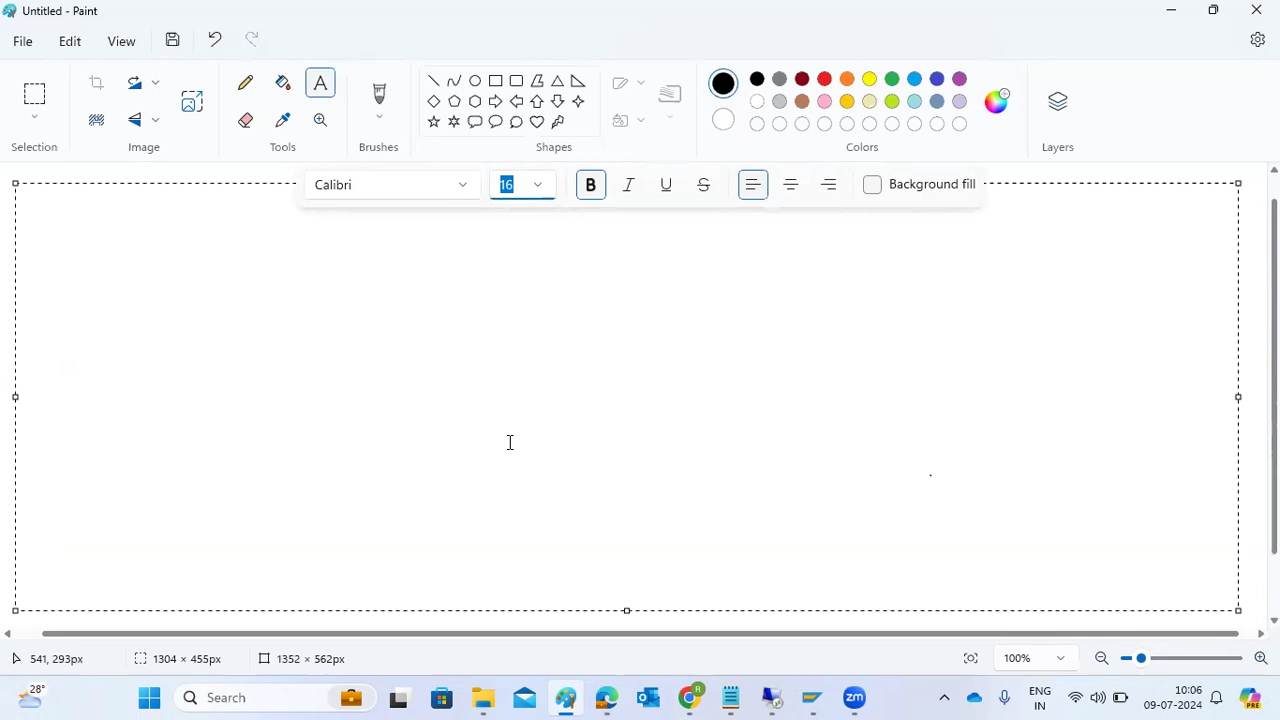 Untitled - Paint
File Edit View
Selection Image Tools Brushes Shapes Colors Layers
Calibri 16 B I U S Background fill
541, 293px 1304 × 455px 1352 × 562px 100%
28° Search zm ENG 10:06
IN 09-07-2024